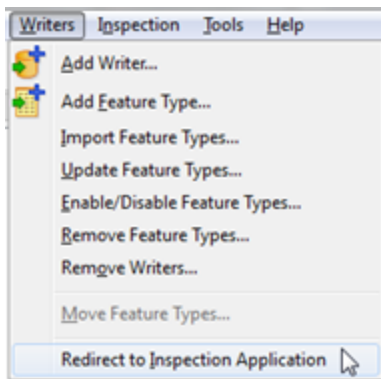 Writers Inspection Tools Help
Add Writer...
Add Feature Type...
Import Feature Types...
Update Feature Types...
Enable/Disable Feature Types...
Remove Feature Types...
Remove Writers...
Move Feature Types...
Redirect to Inspection Application